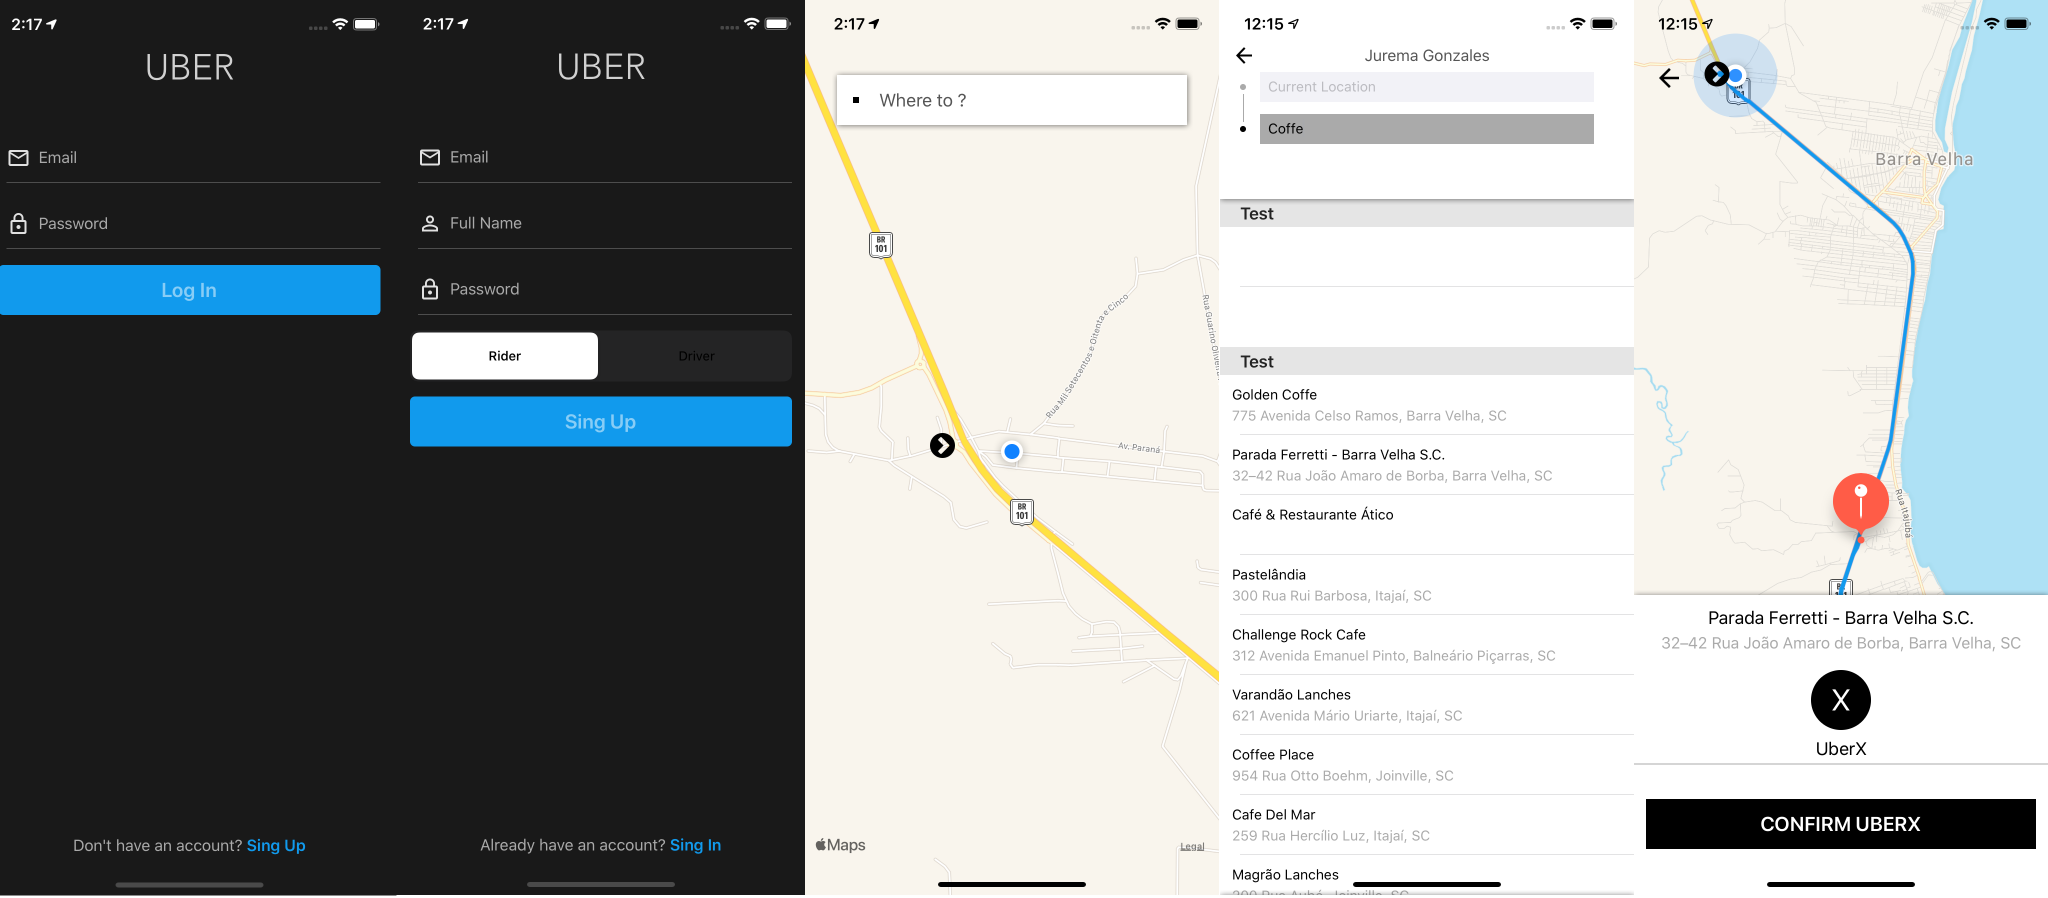 2:17
UBER
Email
Password
Log In
Don't have an account? Sing Up
2:17
UBER
Email
Full Name
Password
Rider
Driver
Sing Up
Already have an account? Sing In
2:17
Where to ?
BR
101
Rua Mil Setecentos e Oitenta e Cinco
Rua Guarino Oliveira
Av. Paraná
BR
101
Maps
Legal
12:15
Jurema Gonzales
Current Location
Coffe
Test
Test
Golden Coffe
775 Avenida Celso Ramos, Barra Velha, SC
Parada Ferretti - Barra Velha S.C.
32–42 Rua João Amaro de Borba, Barra Velha, SC
Café & Restaurante Ático
Pastelândia
300 Rua Rui Barbosa, Itajaí, SC
Challenge Rock Cafe
312 Avenida Emanuel Pinto, Balneário Piçarras, SC
Varandão Lanches
621 Avenida Mário Uriarte, Itajaí, SC
Coffee Place
954 Rua Otto Boehm, Joinville, SC
Cafe Del Mar
259 Rua Hercílio Luz, Itajaí, SC
Magrão Lanches
12:15
101
Barra Velha
Rua Itajubá
Parada Ferretti - Barra Velha S.C.
32–42 Rua João Amaro de Borba, Barra Velha, SC
X
UberX
CONFIRM UBERX